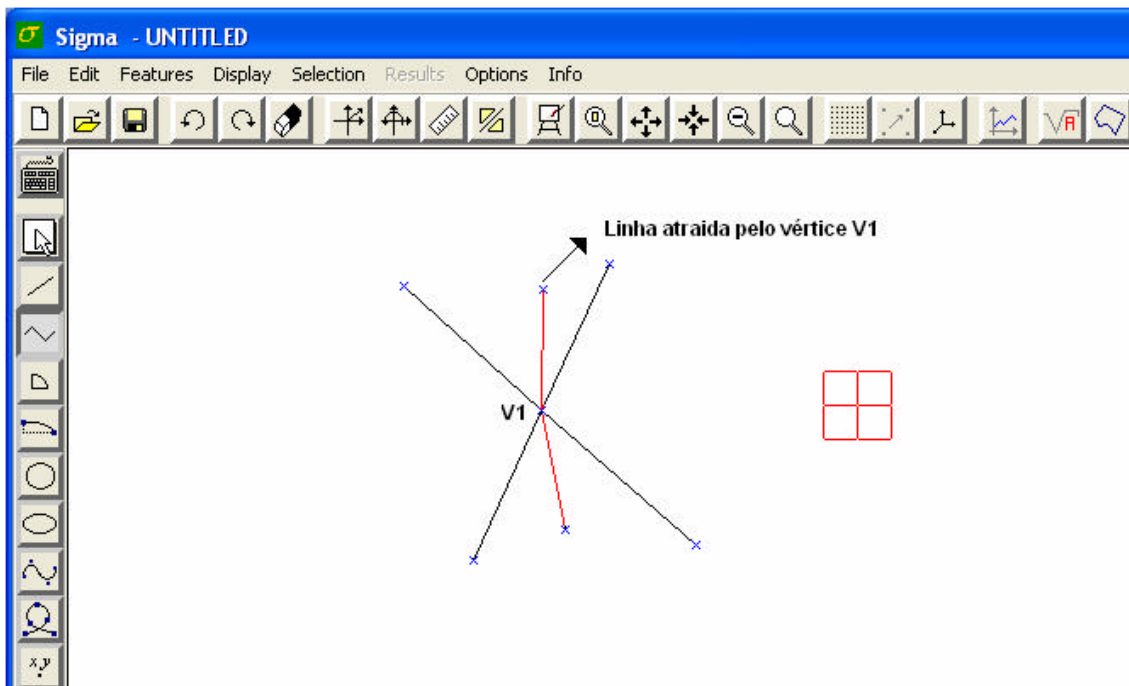 Sigma - UNTITLED
File Edit Features Display Selection Results Options Info
Linha atraida pelo vértice V1
V1
x,y